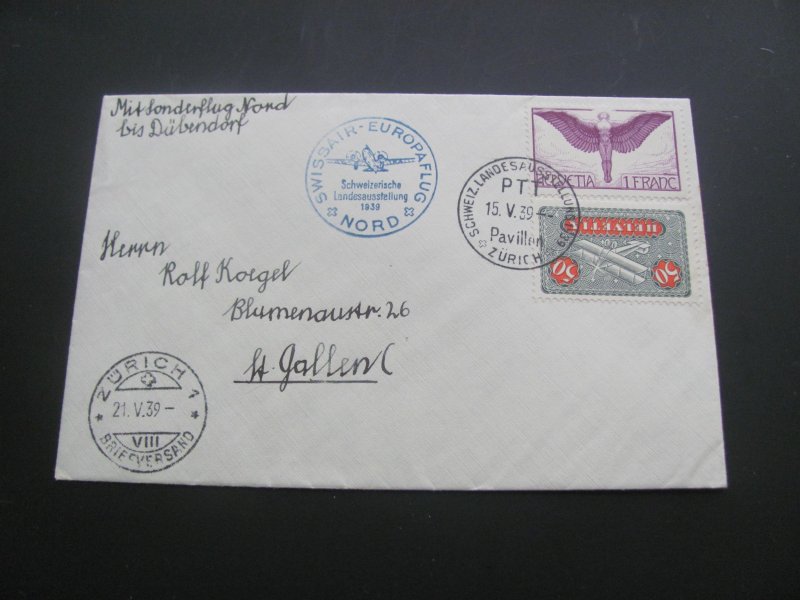 Mit Sonderflug Nord
bis Dübendorf
SWISSAIR-EUROPAFLUG
Schweizerische
Landesausstellung
1939
NORD
HELVETIA 1 FRANC
SCHWEIZ. LANDESAUSSTELLUNG
PTT
15. V. 39 -
Pavillon
ZÜRICH
HELVETIA
50 50
Herrn
Rolf Koegel
Blumenaustr. 26
St. Gallen C
ZÜRICH 1
21. V. 39 -
VIII
BRIEFVERSAND